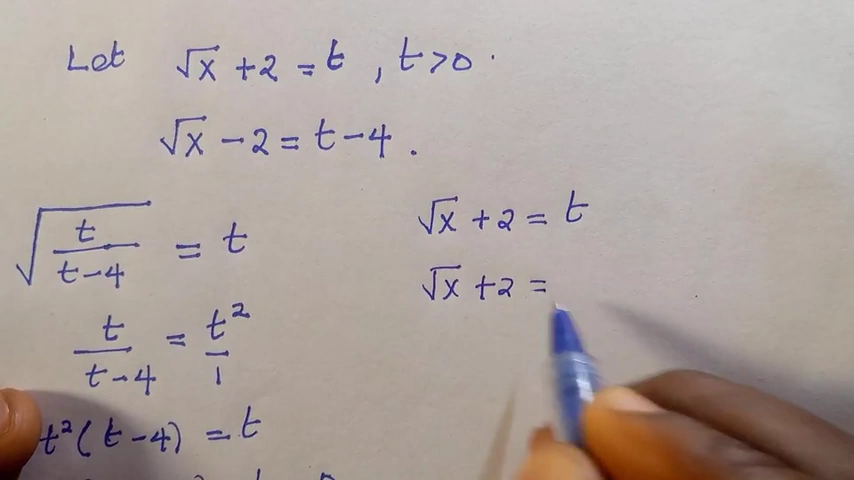 Let √x + 2 = t , t > 0 .
√x − 2 = t − 4 .
√(t/(t−4)) = t
t/(t−4) = t²/1
t² (t − 4) = t
√x + 2 = t
√x + 2 =